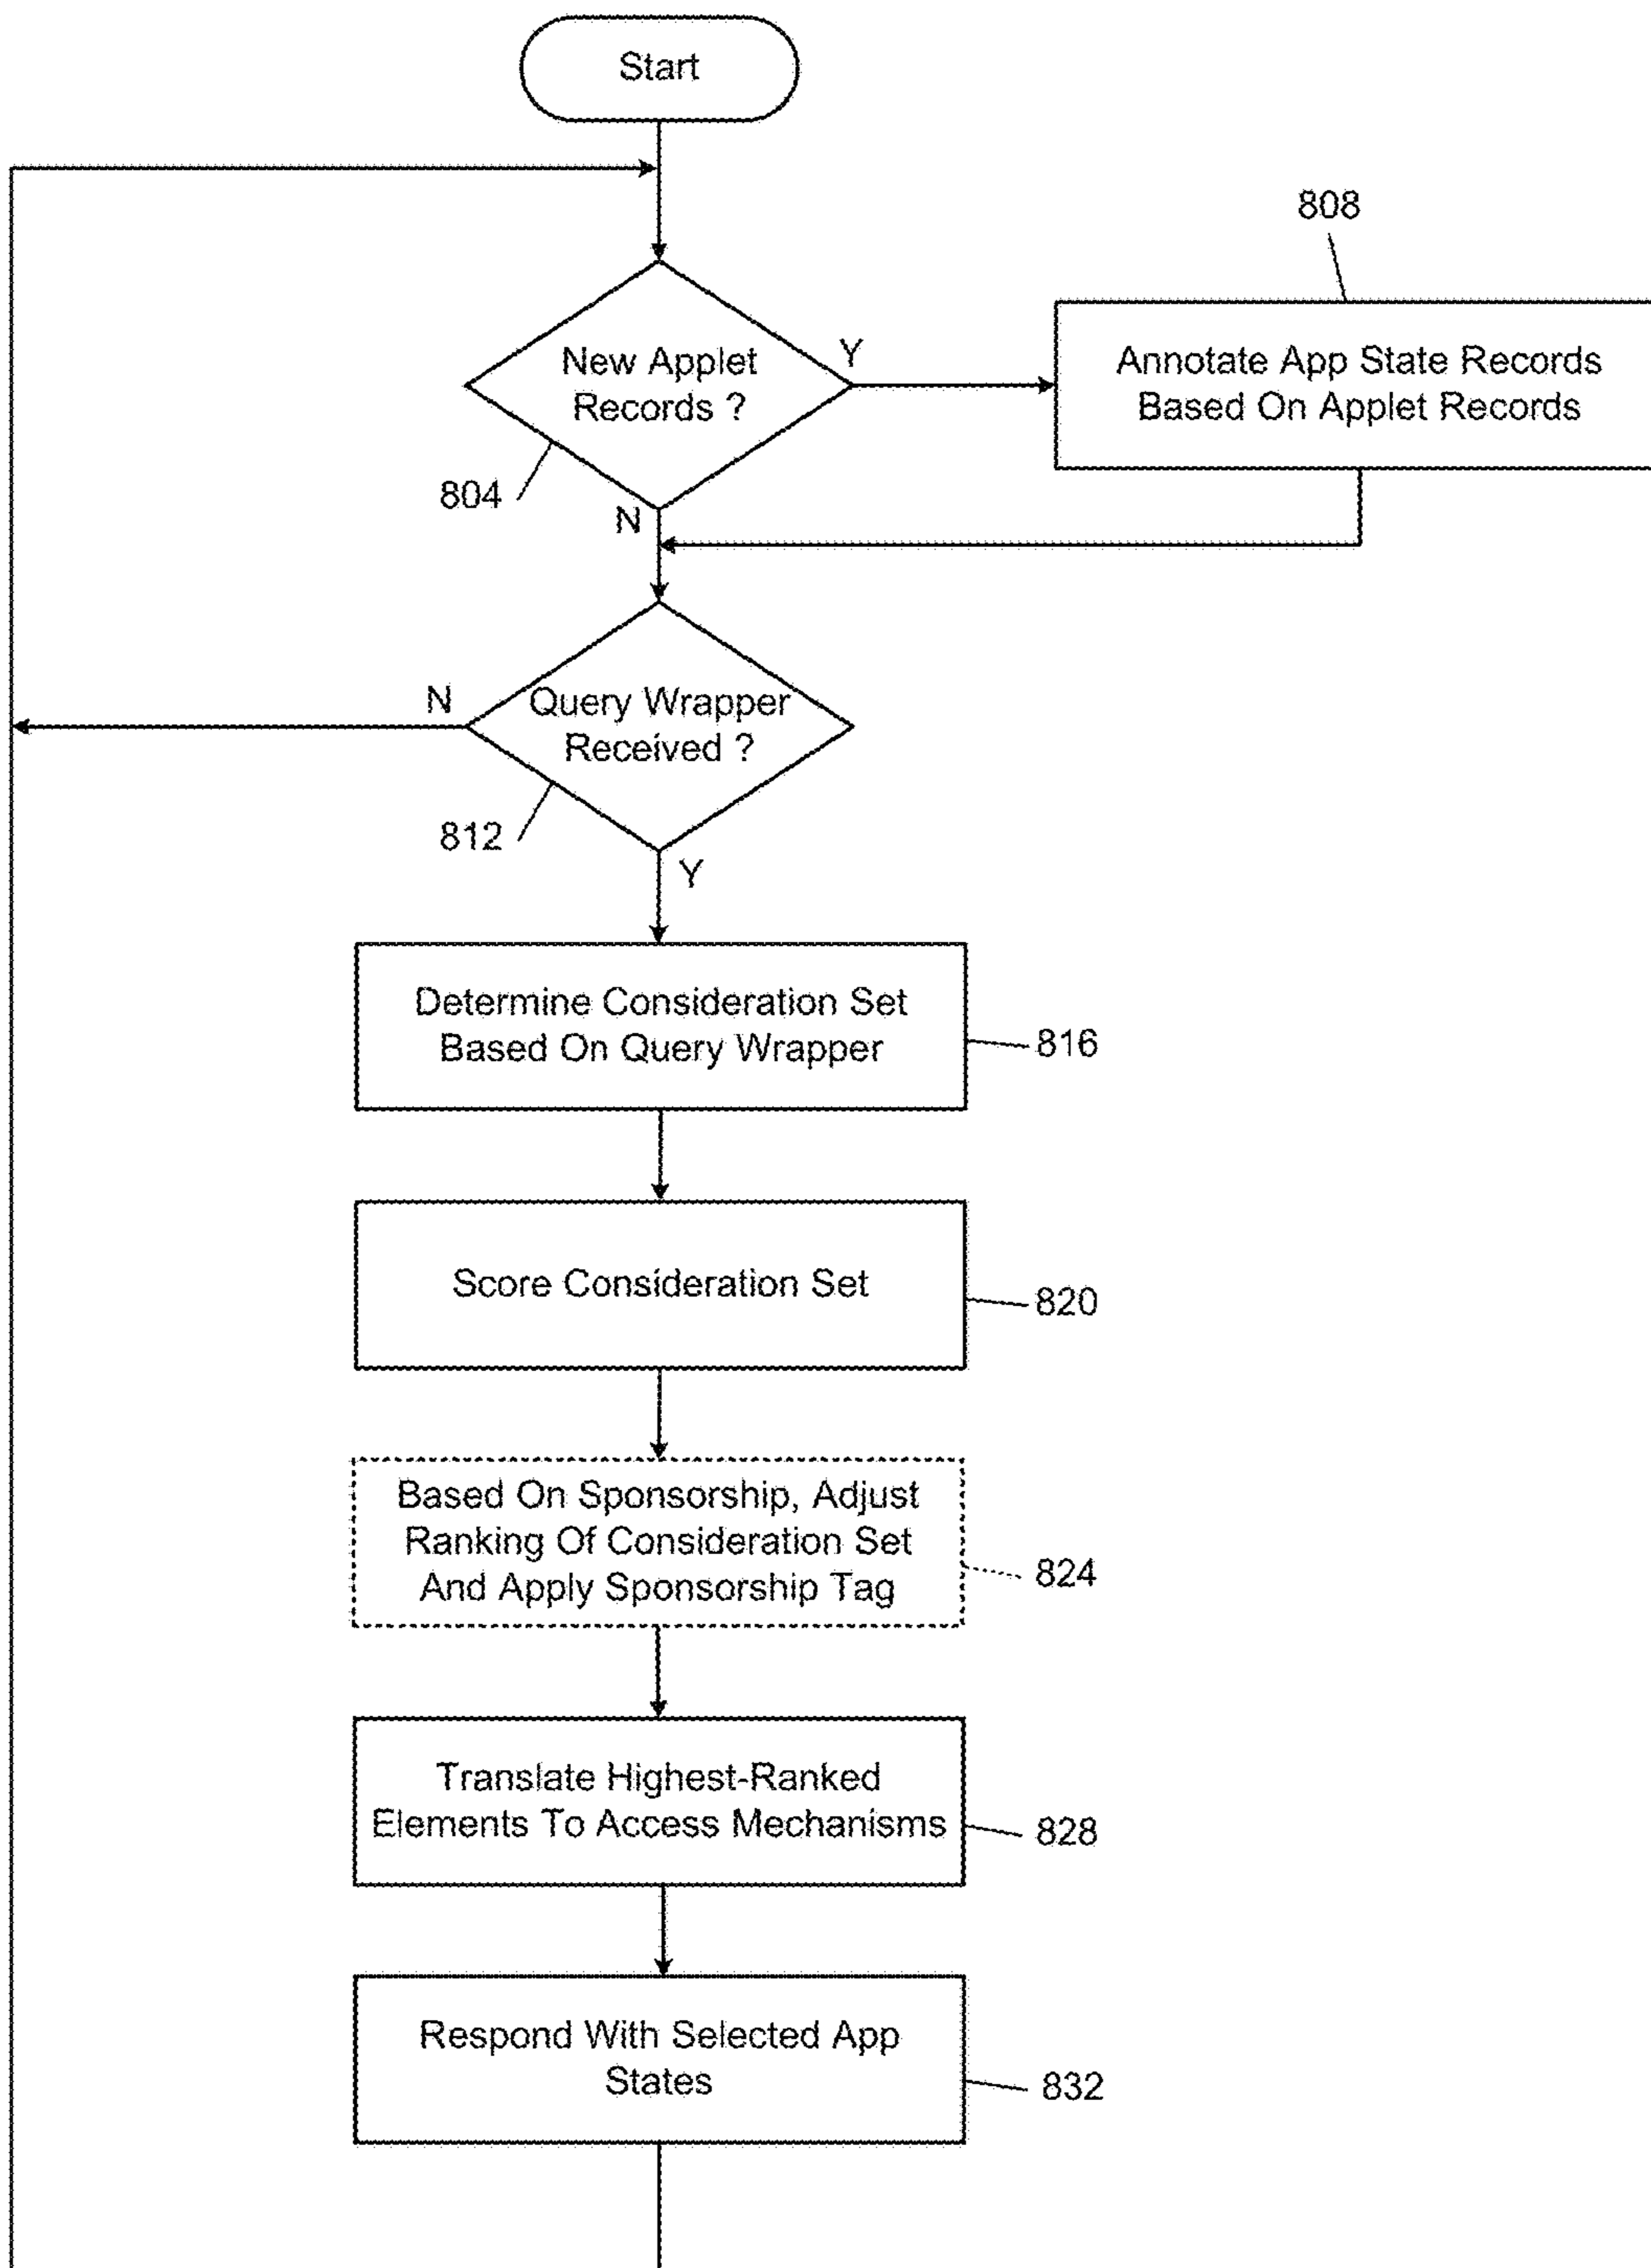 Start
808
New Applet
Records ?
Y
Annotate App State Records
Based On Applet Records
804
N
Query Wrapper
Received ?
N
812
Y
Determine Consideration Set
Based On Query Wrapper
816
Score Consideration Set
820
Based On Sponsorship, Adjust
Ranking Of Consideration Set
And Apply Sponsorship Tag
824
Translate Highest-Ranked
Elements To Access Mechanisms
828
Respond With Selected App
States
832